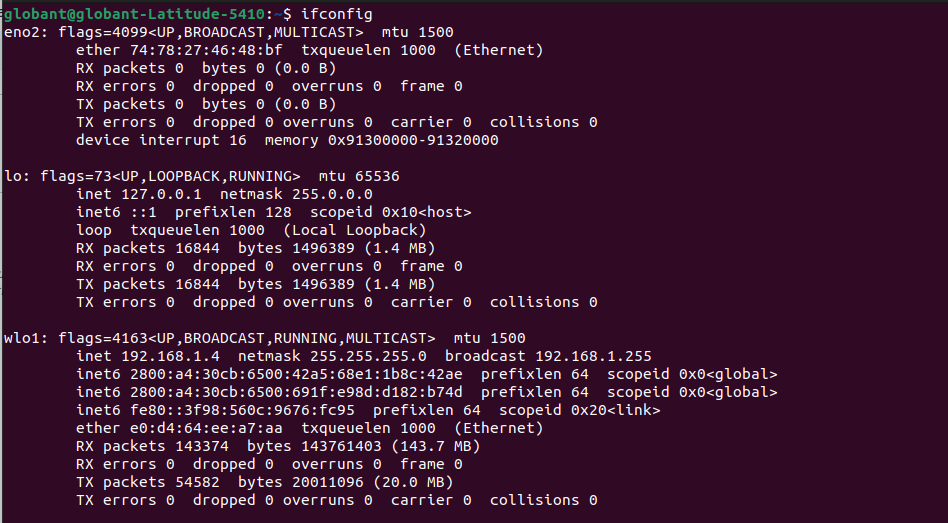 globant@globant-Latitude-5410:~$ ifconfig
eno2: flags=4099<UP,BROADCAST,MULTICAST>  mtu 1500
        ether 74:78:27:46:48:bf  txqueuelen 1000  (Ethernet)
        RX packets 0  bytes 0 (0.0 B)
        RX errors 0  dropped 0  overruns 0  frame 0
        TX packets 0  bytes 0 (0.0 B)
        TX errors 0  dropped 0 overruns 0  carrier 0  collisions 0
        device interrupt 16  memory 0x91300000-91320000

lo: flags=73<UP,LOOPBACK,RUNNING>  mtu 65536
        inet 127.0.0.1  netmask 255.0.0.0
        inet6 ::1  prefixlen 128  scopeid 0x10<host>
        loop  txqueuelen 1000  (Local Loopback)
        RX packets 16844  bytes 1496389 (1.4 MB)
        RX errors 0  dropped 0  overruns 0  frame 0
        TX packets 16844  bytes 1496389 (1.4 MB)
        TX errors 0  dropped 0 overruns 0  carrier 0  collisions 0

wlo1: flags=4163<UP,BROADCAST,RUNNING,MULTICAST>  mtu 1500
        inet 192.168.1.4  netmask 255.255.255.0  broadcast 192.168.1.255
        inet6 2800:a4:30cb:6500:42a5:68e1:1b8c:42ae  prefixlen 64  scopeid 0x0<global>
        inet6 2800:a4:30cb:6500:691f:e98d:d182:b74d  prefixlen 64  scopeid 0x0<global>
        inet6 fe80::3f98:560c:9676:fc95  prefixlen 64  scopeid 0x20<link>
        ether e0:d4:64:ee:a7:aa  txqueuelen 1000  (Ethernet)
        RX packets 143374  bytes 143761403 (143.7 MB)
        RX errors 0  dropped 0  overruns 0  frame 0
        TX packets 54582  bytes 20011096 (20.0 MB)
        TX errors 0  dropped 0 overruns 0  carrier 0  collisions 0